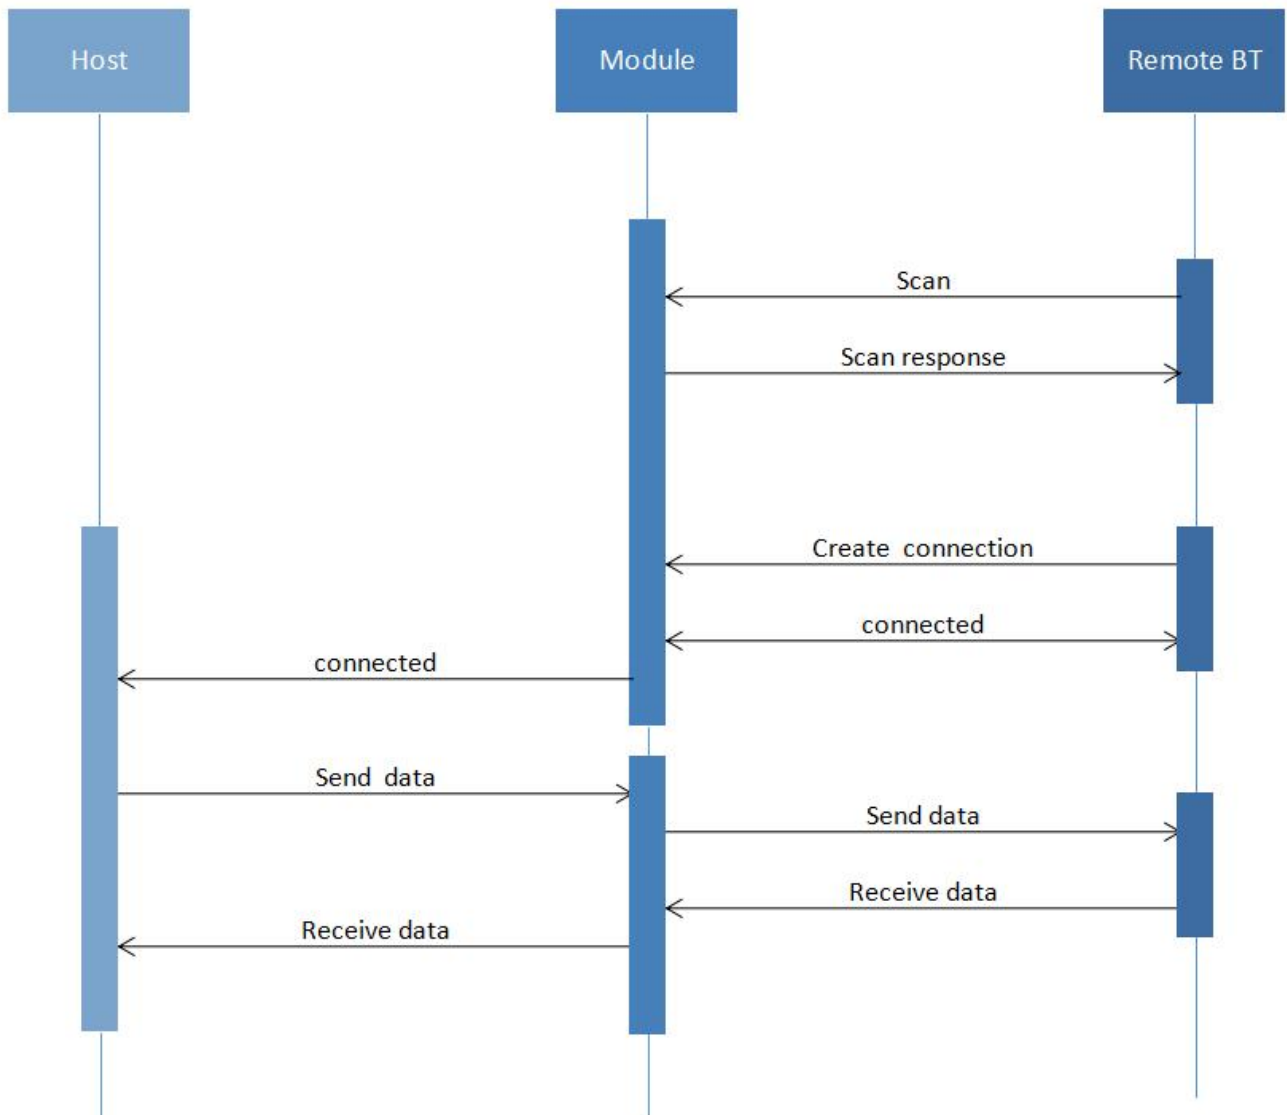 Host
Module
Remote BT
Scan
Scan response
Create  connection
connected
connected
Send  data
Send data
Receive data
Receive data